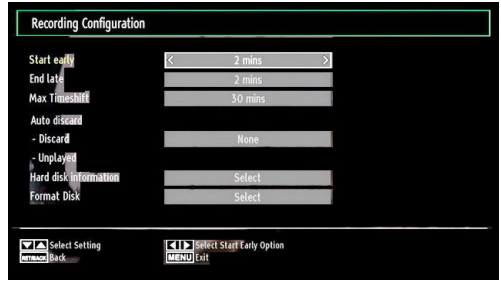 Recording Configuration
Start early < 2 mins >
End late 2 mins
Max Timeshift 30 mins
Auto discard
- Discard None
- Unplayed
Hard disk information Select
Format Disk Select
Select Setting Select Start Early Option
RET/BACK Back MENU Exit